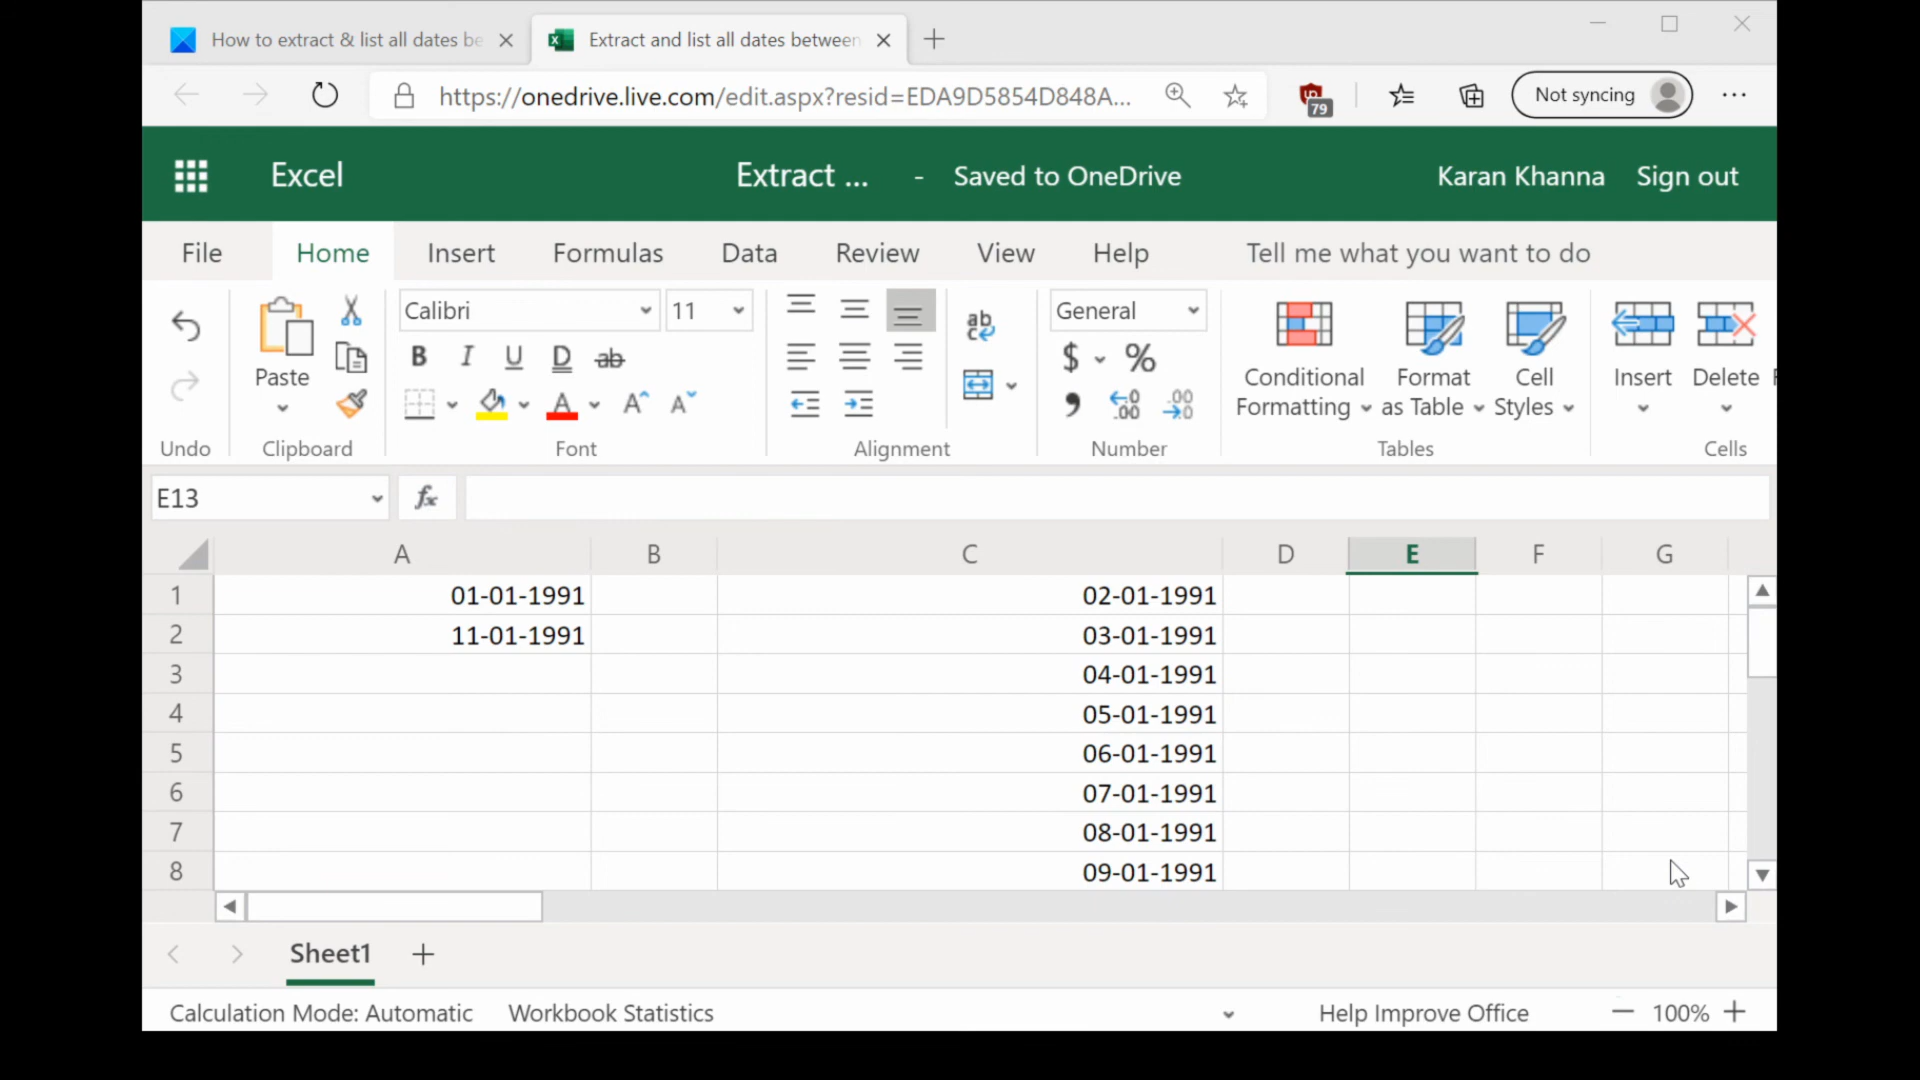 How to extract & list all dates be
Extract and list all dates between
https://onedrive.live.com/edit.aspx?resid=EDA9D5854D848A...
79
Not syncing
Excel
Extract ... - Saved to OneDrive
Karan Khanna
Sign out
File Home Insert Formulas Data Review View Help Tell me what you want to do
Calibri 11
ab
General
B I U D ab
$ %
Paste
Conditional Formatting
Format as Table
Cell Styles
Insert
Delete
A A A
Undo Clipboard Font Alignment Number Tables Cells
E13 fx
A B C D E F G
1 01-01-1991 02-01-1991
2 11-01-1991 03-01-1991
3 04-01-1991
4 05-01-1991
5 06-01-1991
6 07-01-1991
7 08-01-1991
8 09-01-1991
Sheet1
Calculation Mode: Automatic Workbook Statistics Help Improve Office 100%